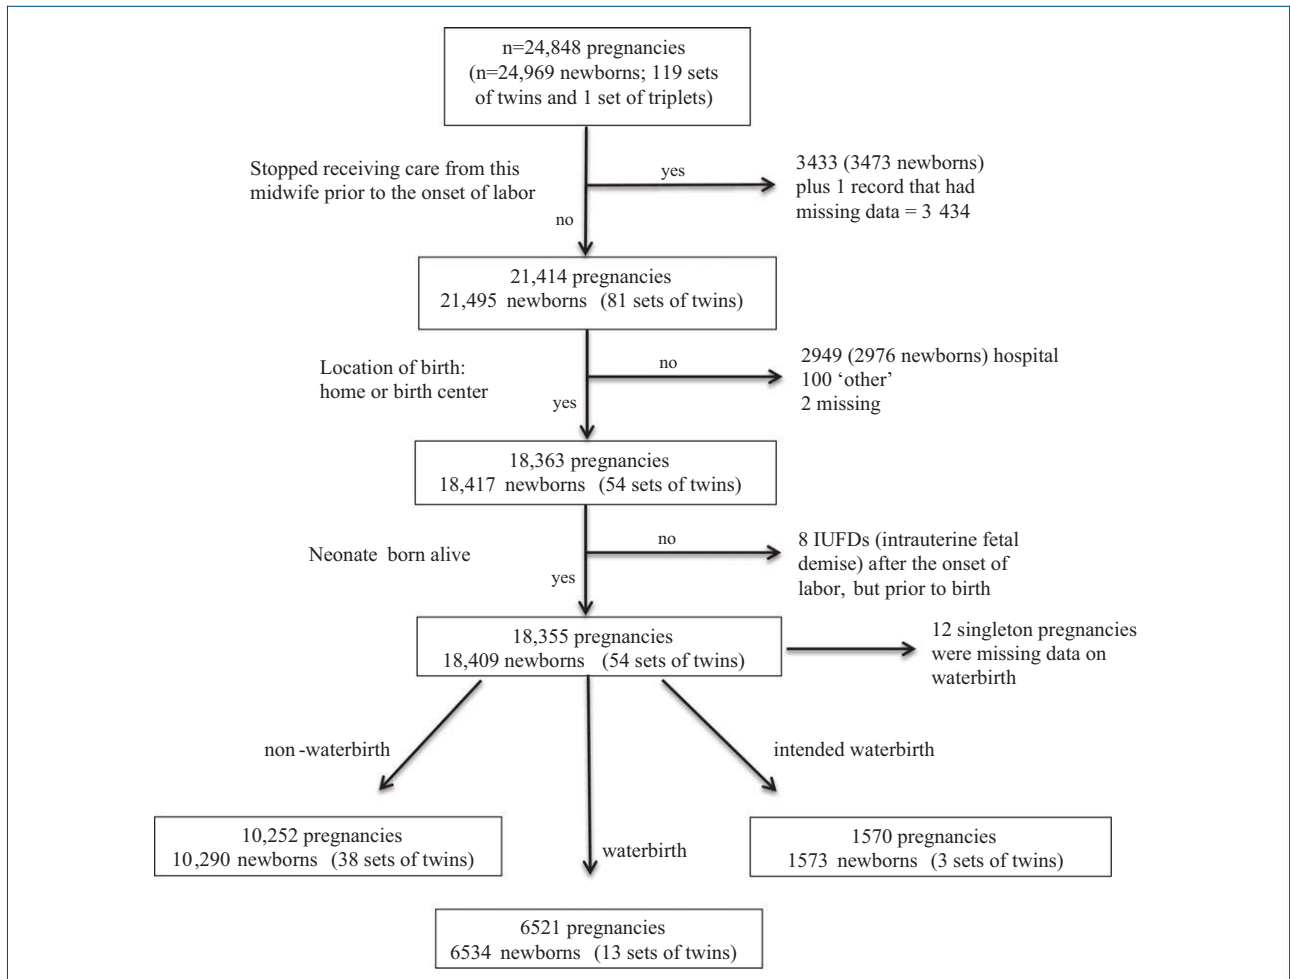 n=24,848 pregnancies
(n=24,969 newborns; 119 sets
of twins and 1 set of triplets)
Stopped receiving care from this
midwife prior to the onset of labor
yes
3433 (3473 newborns)
plus 1 record that had
missing data = 3 434
no
21,414 pregnancies
21,495 newborns (81 sets of twins)
Location of birth:
home or birth center
no
2949 (2976 newborns) hospital
100 ‘other’
2 missing
yes
18,363 pregnancies
18,417 newborns (54 sets of twins)
Neonate born alive
no
8 IUFDs (intrauterine fetal
demise) after the onset of
labor, but prior to birth
yes
18,355 pregnancies
18,409 newborns (54 sets of twins)
12 singleton pregnancies
were missing data on
waterbirth
non-waterbirth
intended waterbirth
10,252 pregnancies
10,290 newborns (38 sets of twins)
waterbirth
1570 pregnancies
1573 newborns (3 sets of twins)
6521 pregnancies
6534 newborns (13 sets of twins)